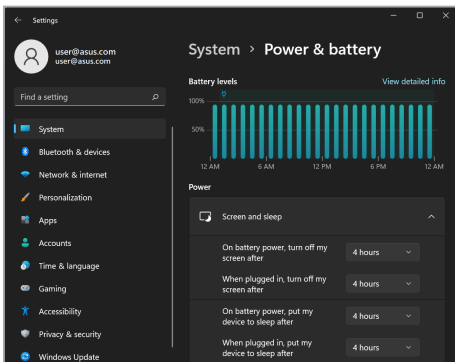 Settings
user@asus.com
user@asus.com
Find a setting
System
Bluetooth & devices
Network & internet
Personalization
Apps
Accounts
Time & language
Gaming
Accessibility
Privacy & security
Windows Update
System > Power & battery
Battery levels View detailed info
100%
50%
12 AM 6 AM 12 PM 6 PM 12 AM
Power
Screen and sleep
On battery power, turn off my
screen after
4 hours
When plugged in, turn off my
screen after
4 hours
On battery power, put my
device to sleep after
4 hours
When plugged in, put my
device to sleep after
4 hours